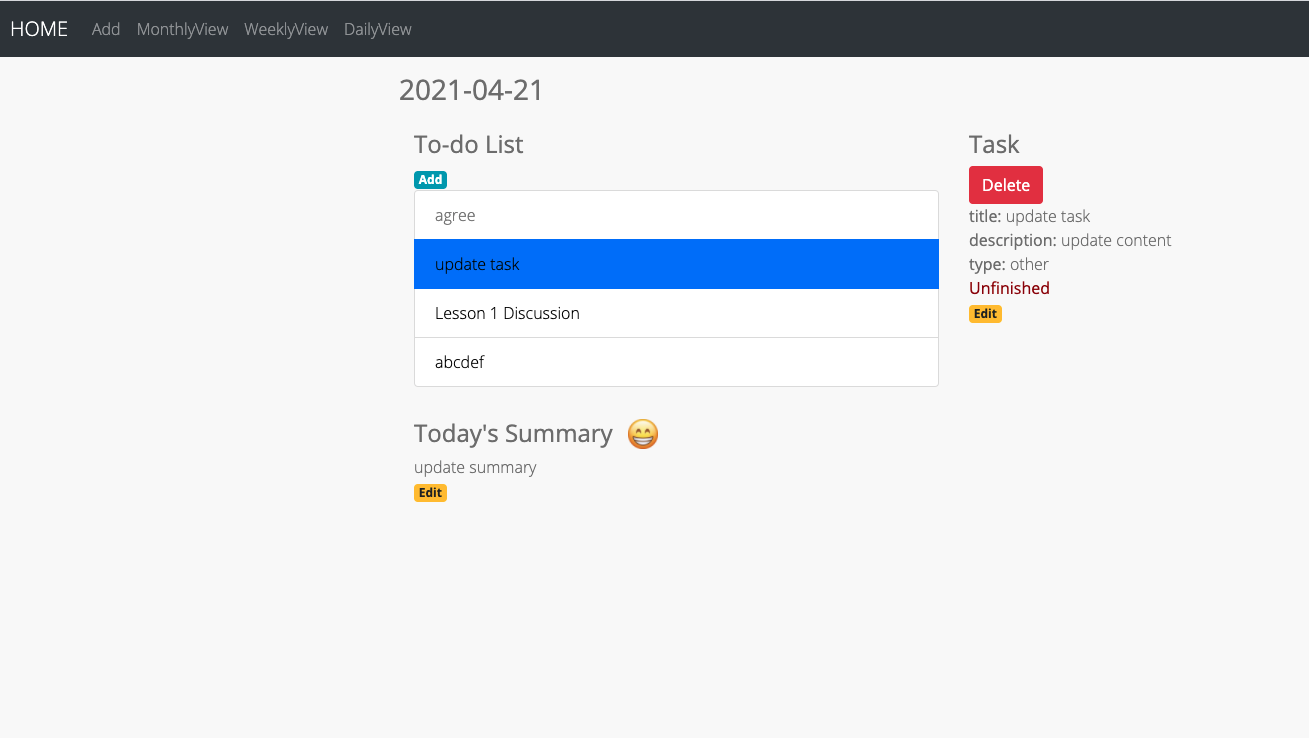 HOME Add MonthlyView WeeklyView DailyView
2021-04-21
To-do List
Add
agree
update task
Lesson 1 Discussion
abcdef
Today's Summary 😁
update summary
Edit
Task
Delete
title: update task
description: update content
type: other
Unfinished
Edit